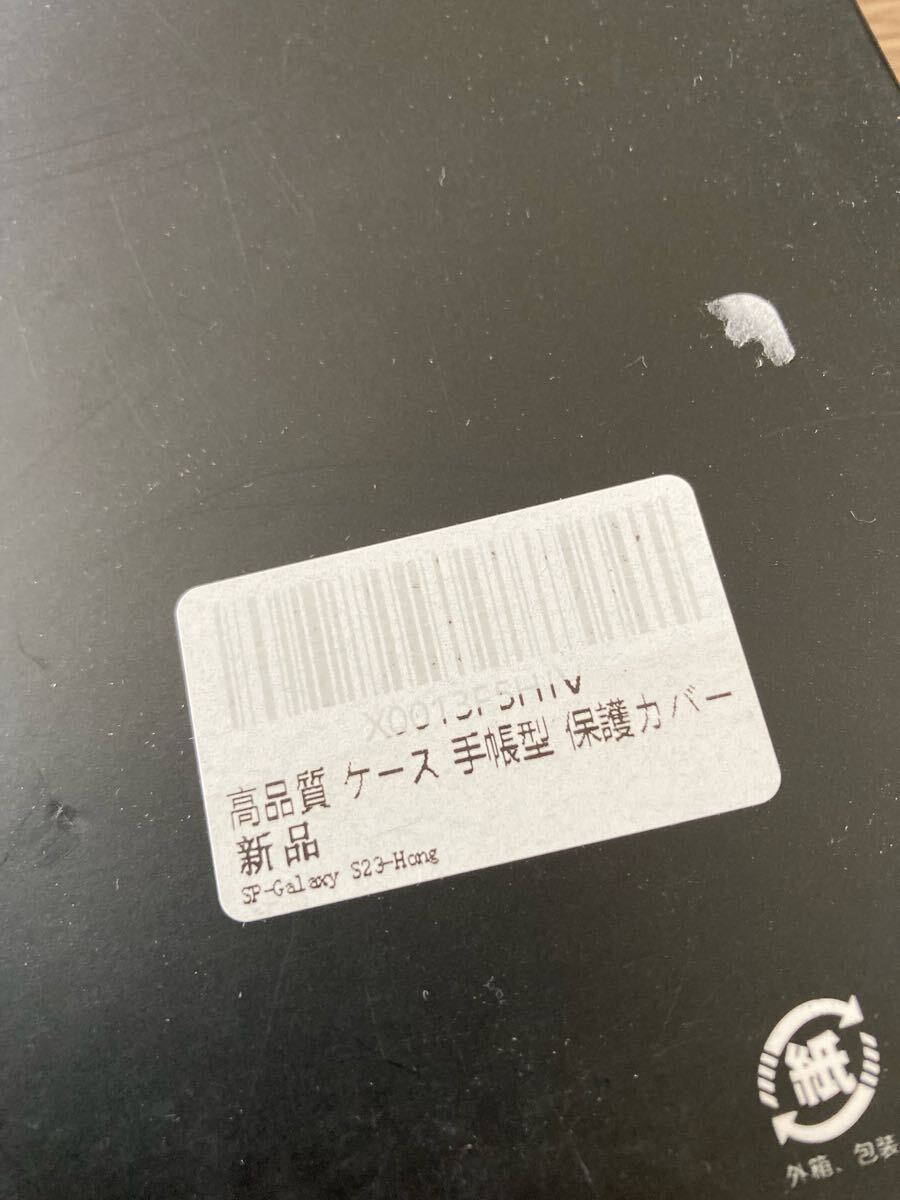 高品質 ケース 手帳型 保護カバー
新品
SP-Galaxy S23-Hong
紙
外箱、包装